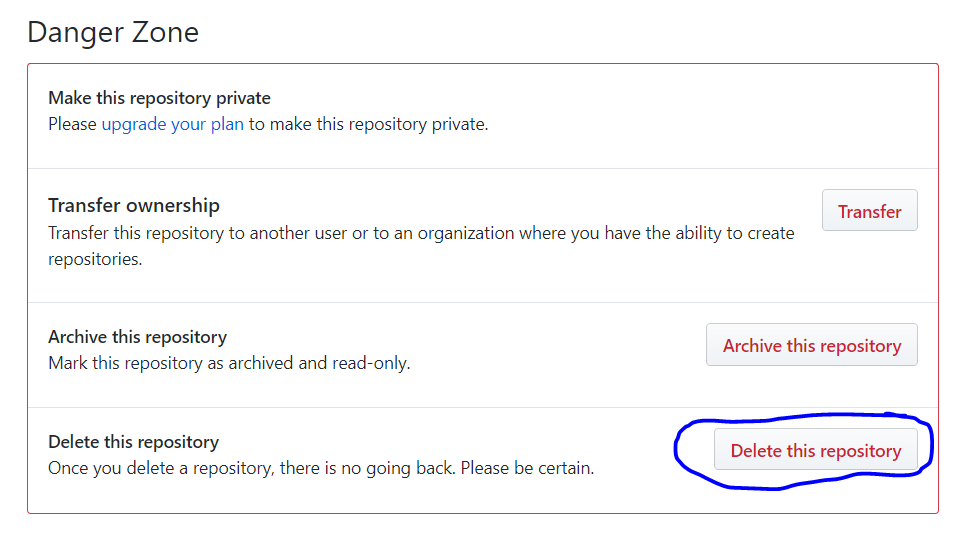 Danger Zone
Make this repository private
Please upgrade your plan to make this repository private.
Transfer ownership
Transfer this repository to another user or to an organization where you have the ability to create
repositories.
Transfer
Archive this repository
Mark this repository as archived and read-only.
Archive this repository
Delete this repository
Once you delete a repository, there is no going back. Please be certain.
Delete this repository